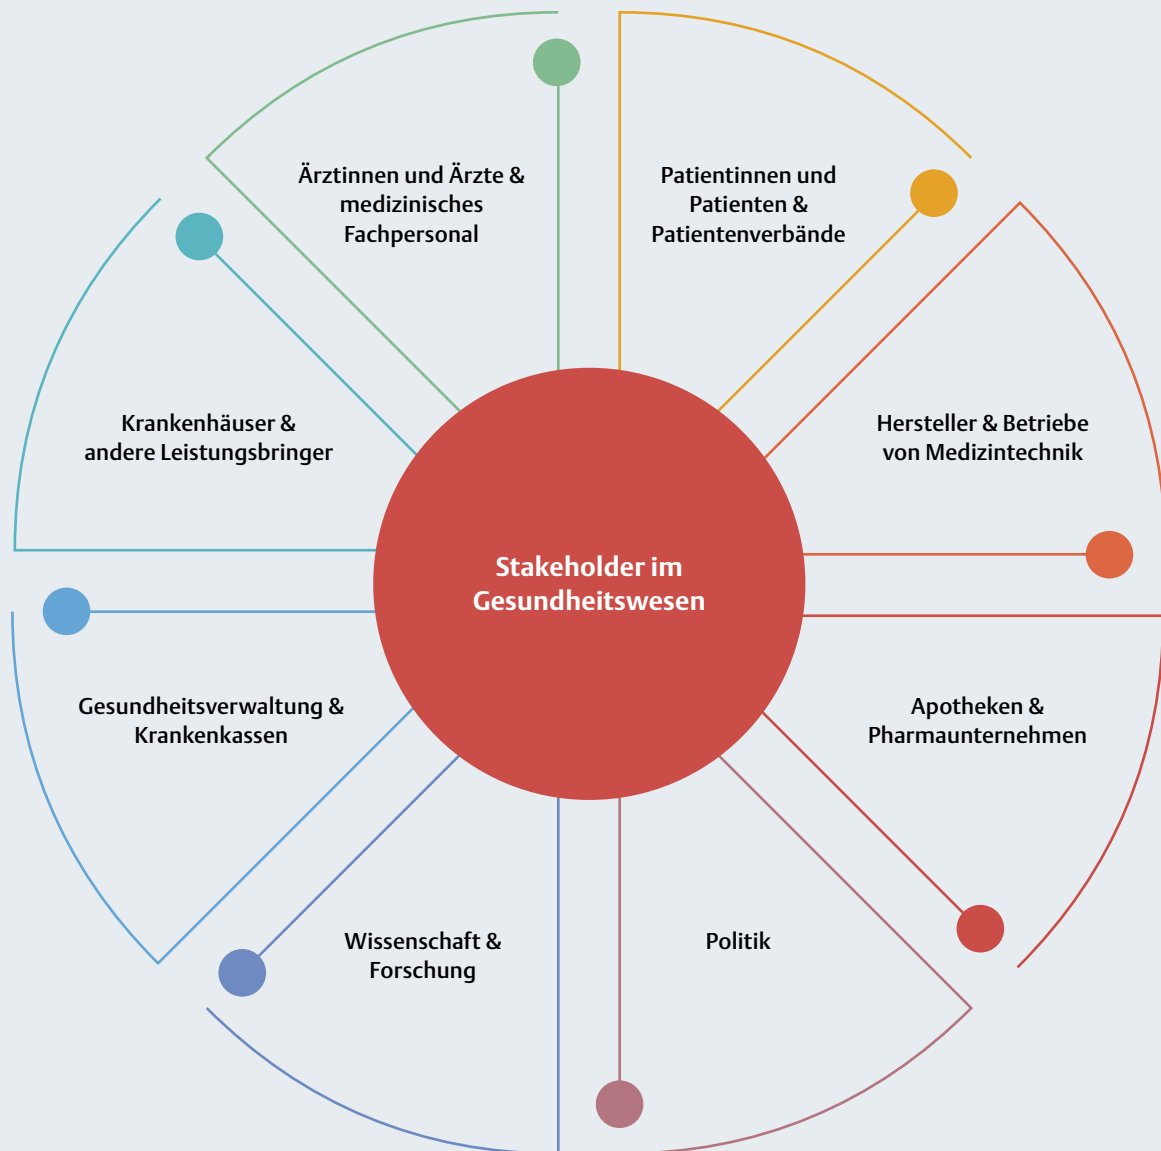 Ärztinnen und Ärzte &
medizinisches
Fachpersonal
Patientinnen und
Patienten &
Patientenverbände
Krankenhäuser &
andere Leistungsbringer
Hersteller & Betriebe
von Medizintechnik
Stakeholder im
Gesundheitswesen
Gesundheitsverwaltung &
Krankenkassen
Apotheken &
Pharmaunternehmen
Wissenschaft &
Forschung
Politik